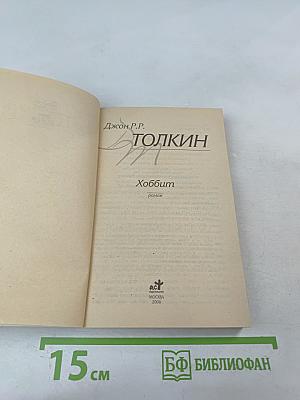 Джон Р.Р.
ТОЛКИН
Хоббит
роман
АСТ
МОСКВА
15 см
БФ БИБЛИОФАН